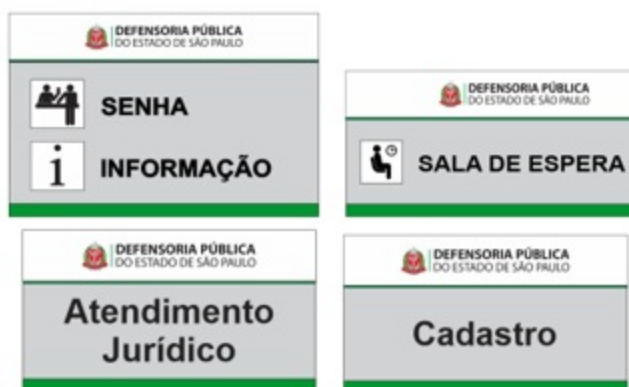 DEFENSORIA PÚBLICA
DO ESTADO DE SÃO PAULO
SENHA
i INFORMAÇÃO
DEFENSORIA PÚBLICA
DO ESTADO DE SÃO PAULO
SALA DE ESPERA
DEFENSORIA PÚBLICA
DO ESTADO DE SÃO PAULO
Atendimento
Jurídico
DEFENSORIA PÚBLICA
DO ESTADO DE SÃO PAULO
Cadastro